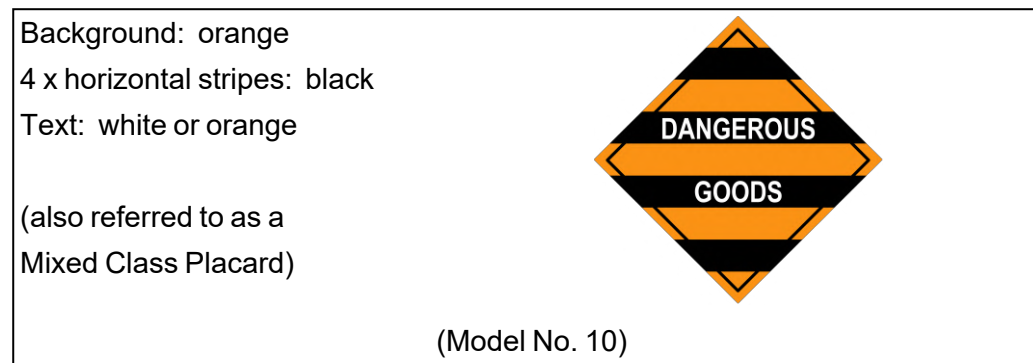 Background: orange
4 x horizontal stripes: black
Text: white or orange
(also referred to as a
Mixed Class Placard)
DANGEROUS
GOODS
(Model No. 10)